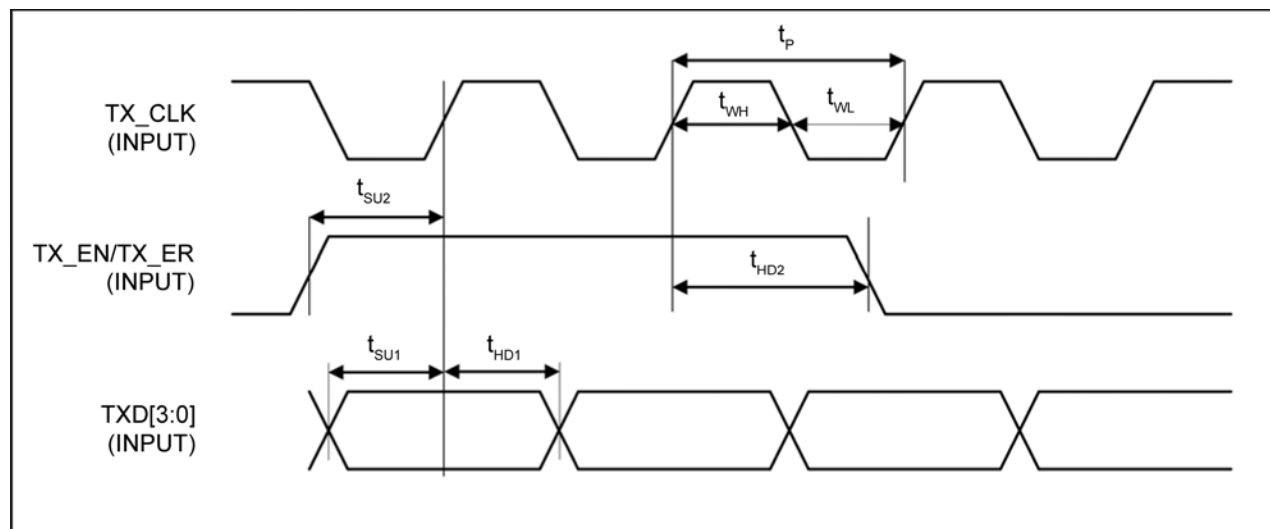 t_P
TX_CLK
(INPUT)
t_WH
t_WL
t_SU2
TX_EN/TX_ER
(INPUT)
t_HD2
t_SU1
t_HD1
TXD[3:0]
(INPUT)